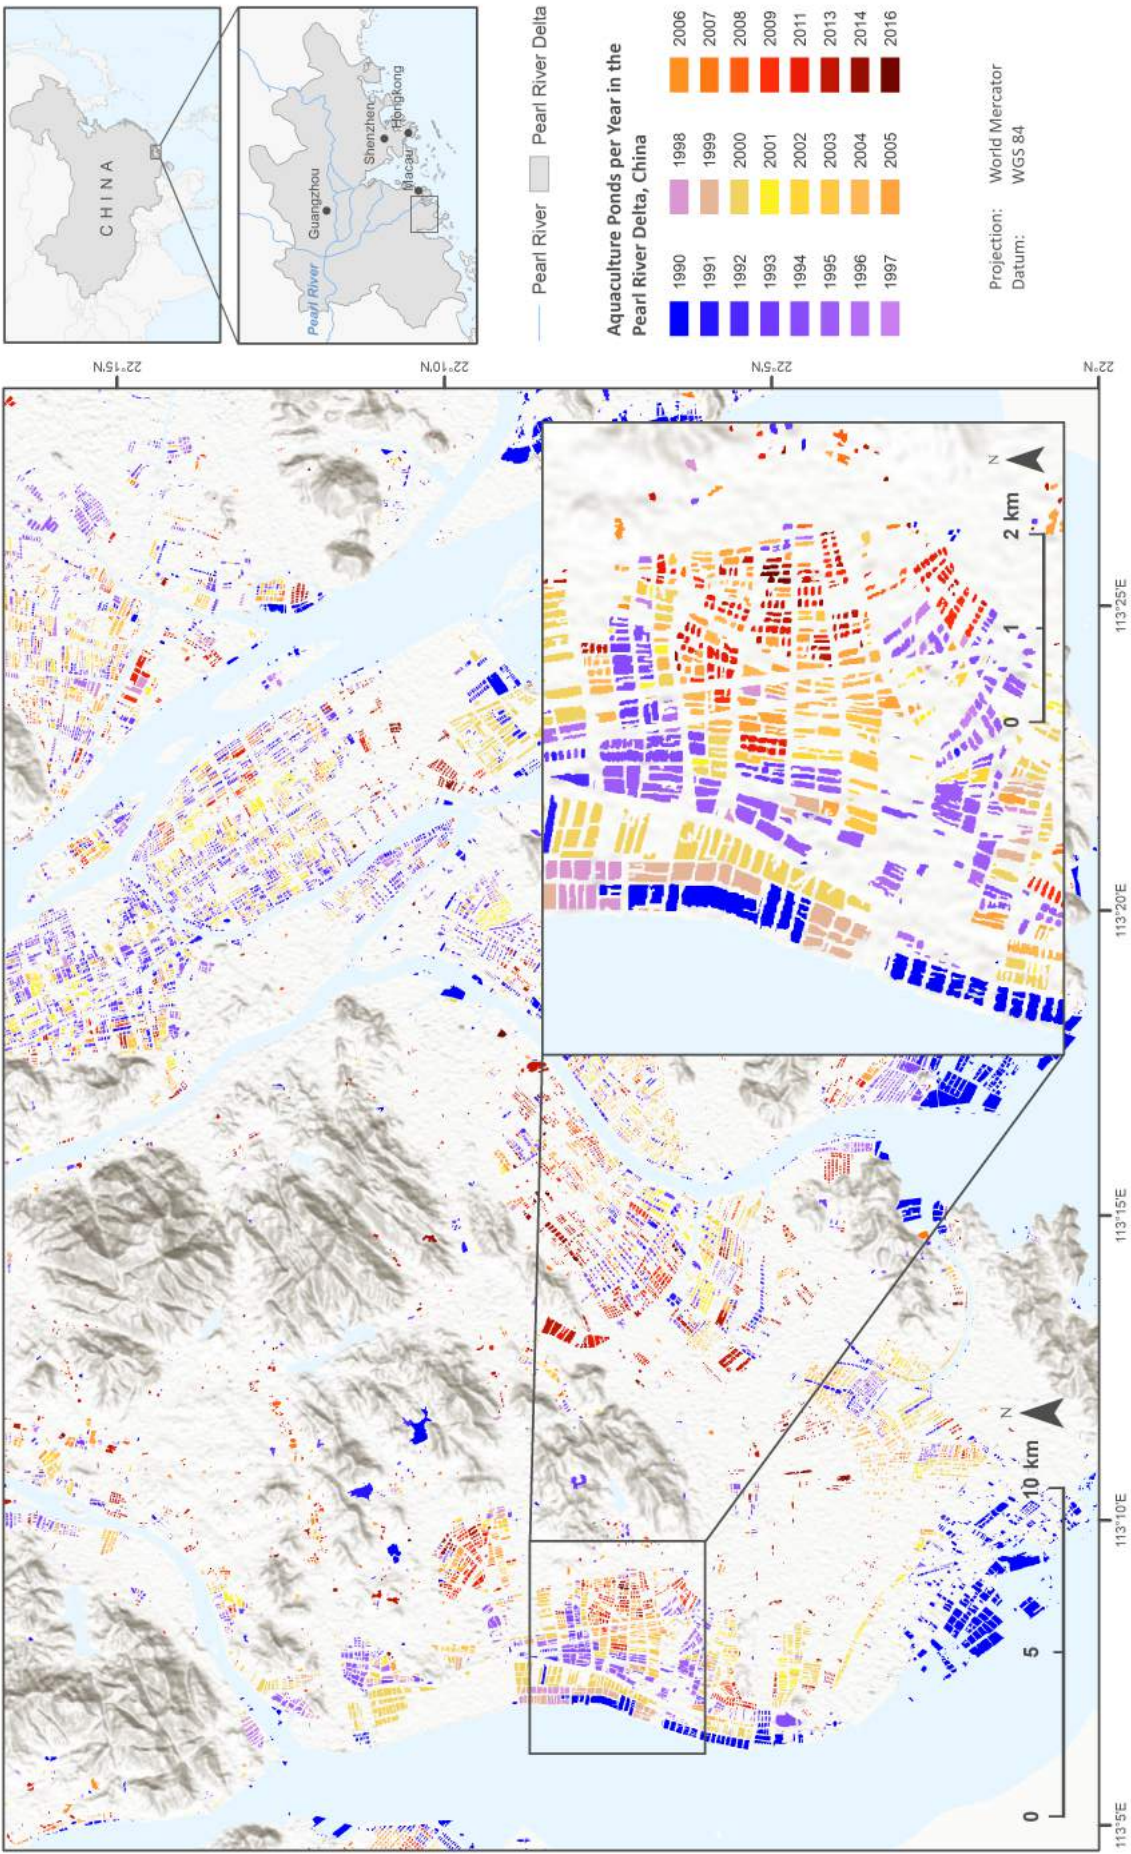 CHINA
Pearl River
Guangzhou
Shenzhen
Hongkong
Macau
Pearl River
Pearl River Delta
Aquaculture Ponds per Year in the
Pearl River Delta, China
1990
1991
1992
1993
1994
1995
1996
1997
1998
1999
2000
2001
2002
2003
2004
2005
2006
2007
2008
2009
2011
2013
2014
2016
Projection: World Mercator
Datum: WGS 84
22°15'N
22°10'N
22°5'N
22°N
113°5'E
113°10'E
113°15'E
113°20'E
113°25'E
N
0 1 2 km
N
0 5 10 km